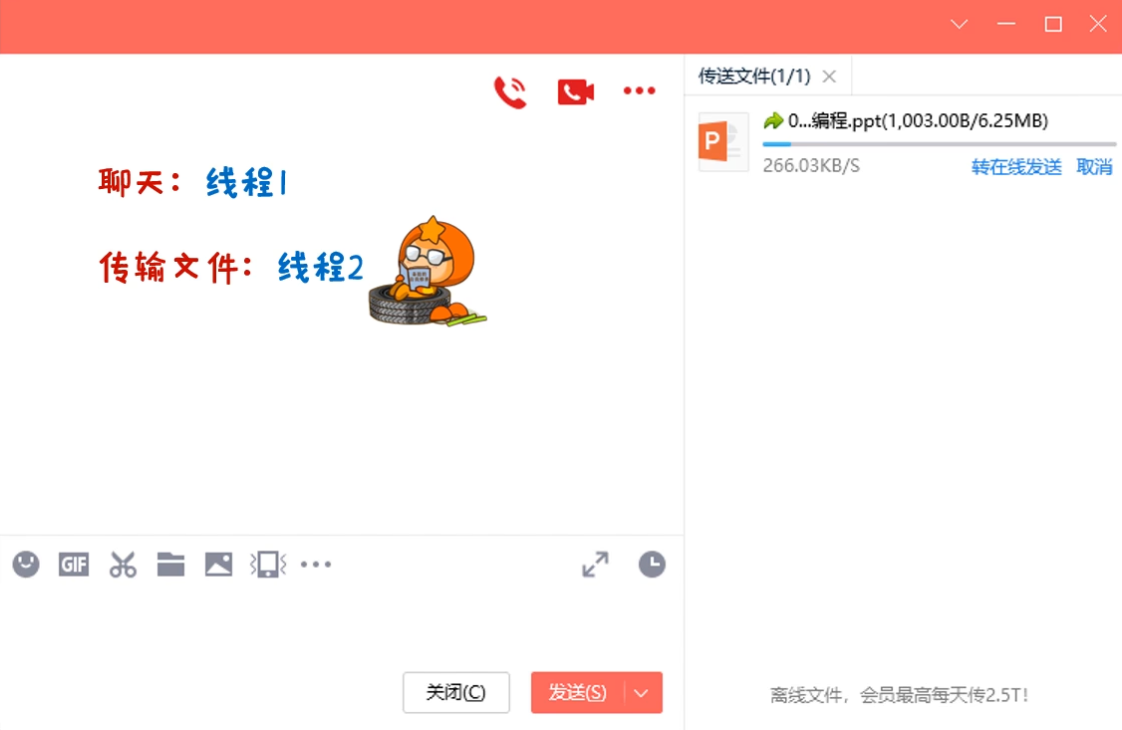 传送文件(1/1)
0...编程.ppt(1,003.00B/6.25MB)
P
266.03KB/S
转在线发送 取消
聊天：线程1
传输文件：线程2
GIF
关闭(C)
发送(S)
离线文件，会员最高每天传2.5T!